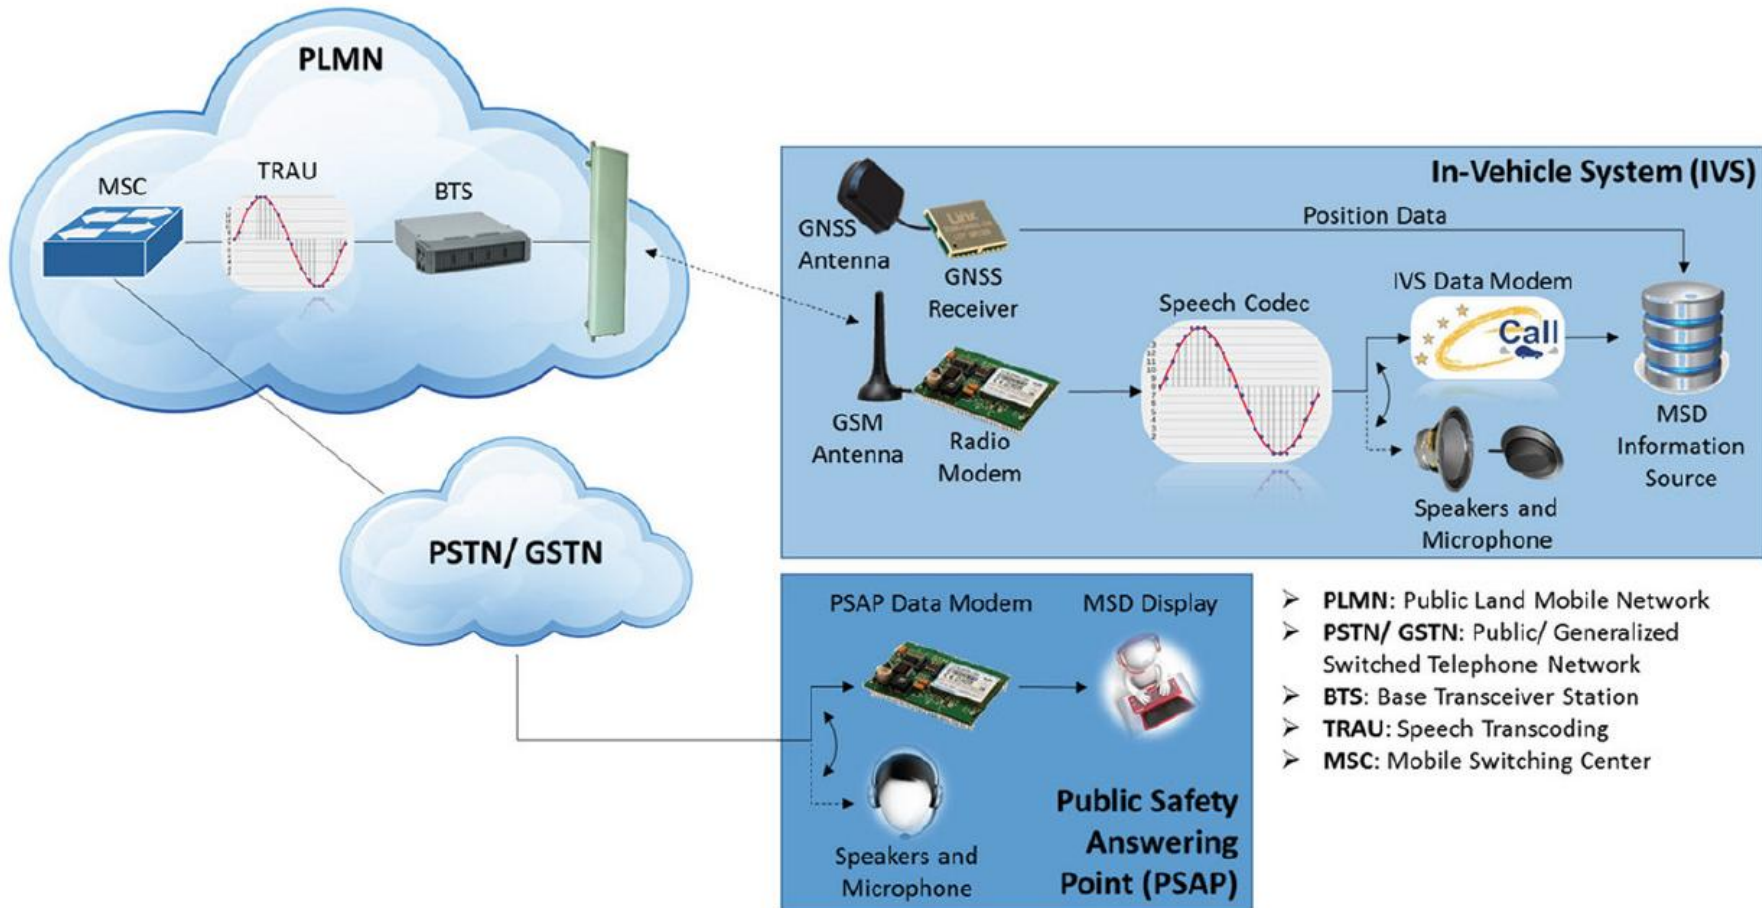 PLMN
MSC
TRAU
BTS
PSTN/ GSTN
In-Vehicle System (IVS)
Position Data
GNSS
Antenna
GNSS
Receiver
Speech Codec
IVS Data Modem
Call
GSM
Antenna
Radio
Modem
MSD
Information
Source
Speakers and
Microphone
PSAP Data Modem
MSD Display
Speakers and
Microphone
Public Safety
Answering
Point (PSAP)
➢ PLMN: Public Land Mobile Network
➢ PSTN/ GSTN: Public/ Generalized
Switched Telephone Network
➢ BTS: Base Transceiver Station
➢ TRAU: Speech Transcoding
➢ MSC: Mobile Switching Center